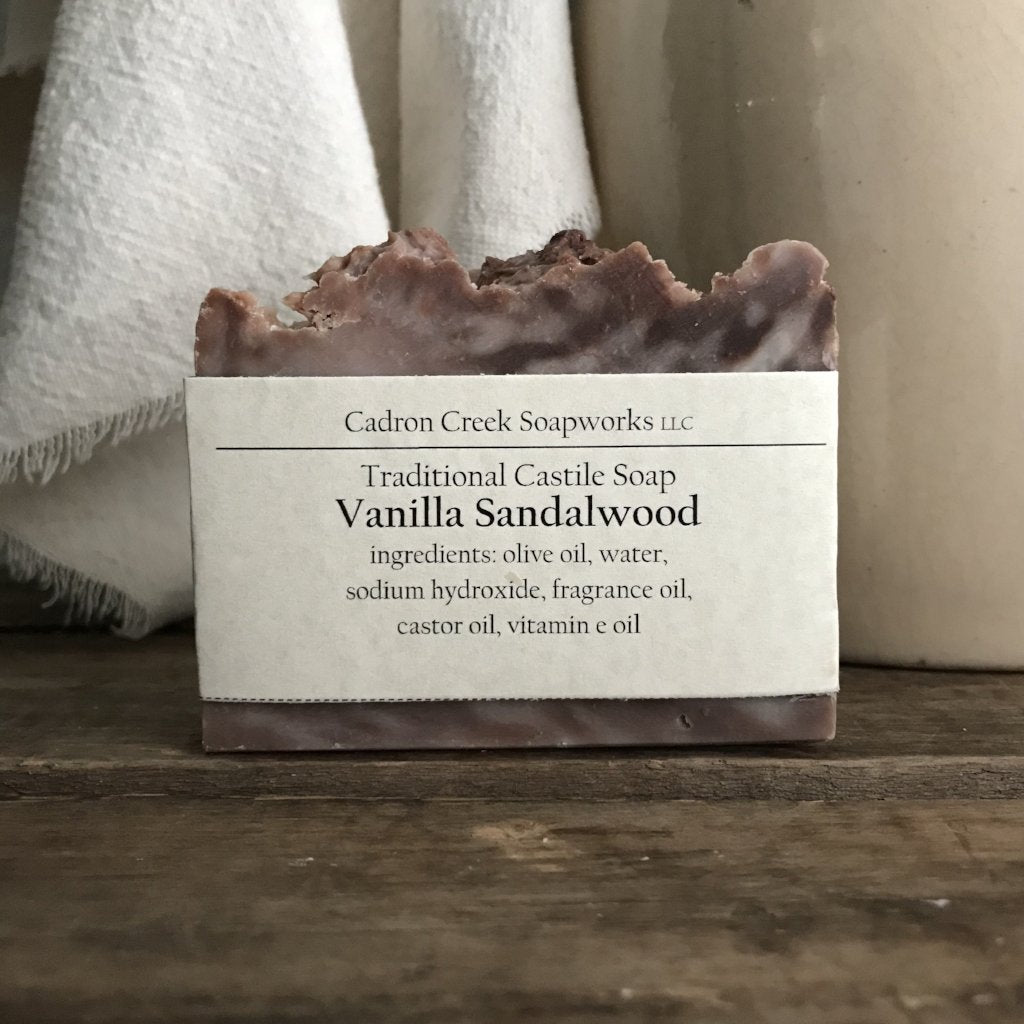 Cadron Creek Soapworks LLC
Traditional Castile Soap
Vanilla Sandalwood
ingredients: olive oil, water,
sodium hydroxide, fragrance oil,
castor oil, vitamin e oil